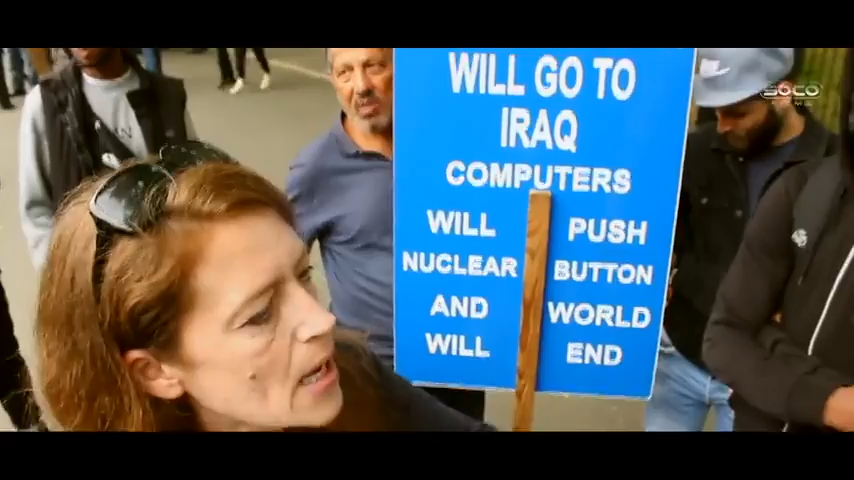 SOCO
WILL GO TO
IRAQ
COMPUTERS
WILL PUSH
NUCLEAR BUTTON
AND WORLD
WILL END